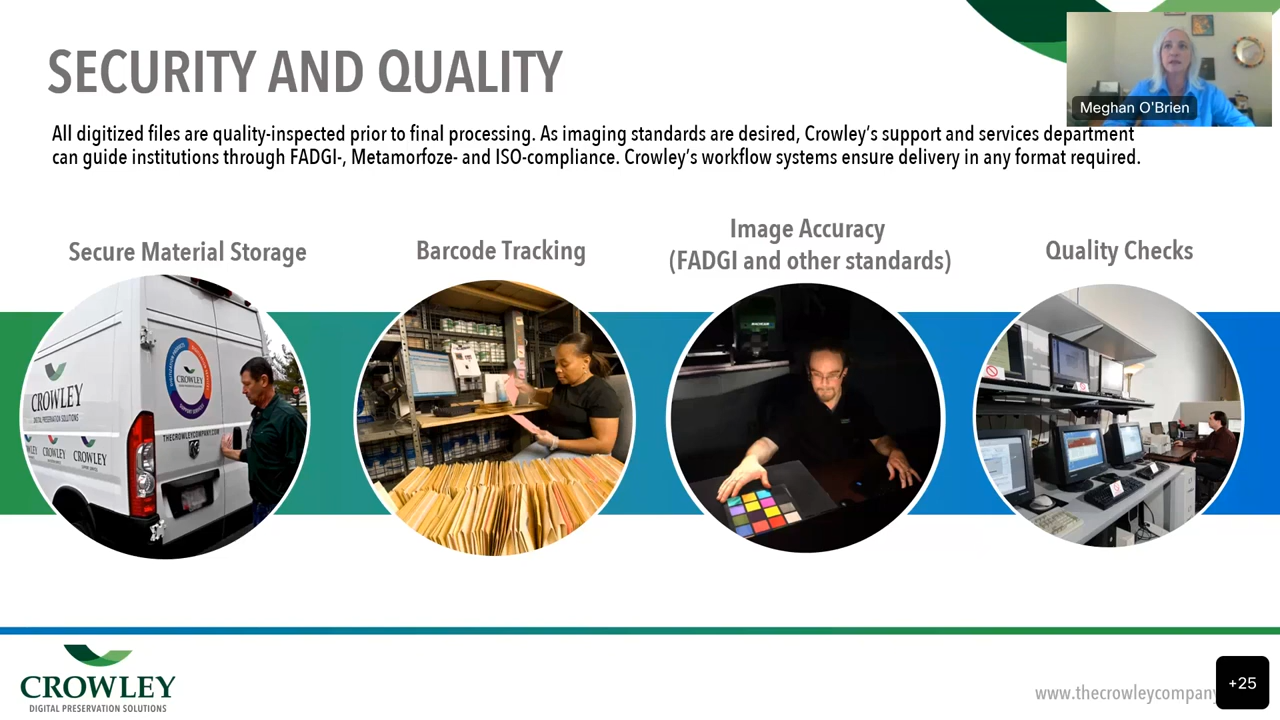 SECURITY AND QUALITY
Meghan O'Brien
All digitized files are quality-inspected prior to final processing. As imaging standards are desired, Crowley's support and services department
can guide institutions through FADGI-, Metamorfoze- and ISO-compliance. Crowley's workflow systems ensure delivery in any format required.
Secure Material Storage
Barcode Tracking
Image Accuracy
(FADGI and other standards)
Quality Checks
CROWLEY
DIGITAL PRESERVATION SOLUTIONS
CROWLEY
SUPPORT SERVICES
THECROWLEYCOMPANY.COM
CROWLEY
CROWLEY
CROWLEY
DIGITAL PRESERVATION SOLUTIONS
www.thecrowleycompany
+25